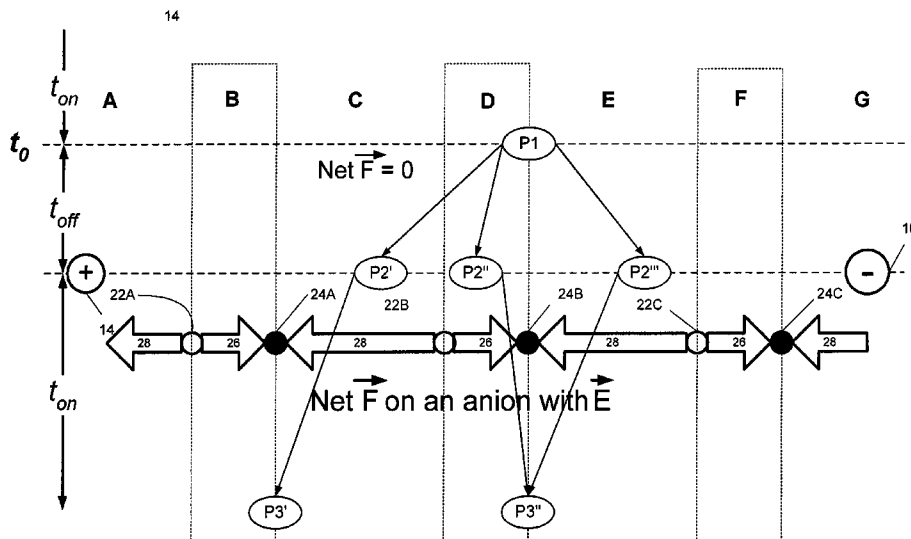 14
t_on A B C D E F G
t_0 P1
Net F = 0
t_off
10
+ P2' P2'' P2''' -
22A 24A 22B 24B 22C 24C
14
28 26 28 26 28 26 28
t_on Net F on an anion with E
P3' P3''